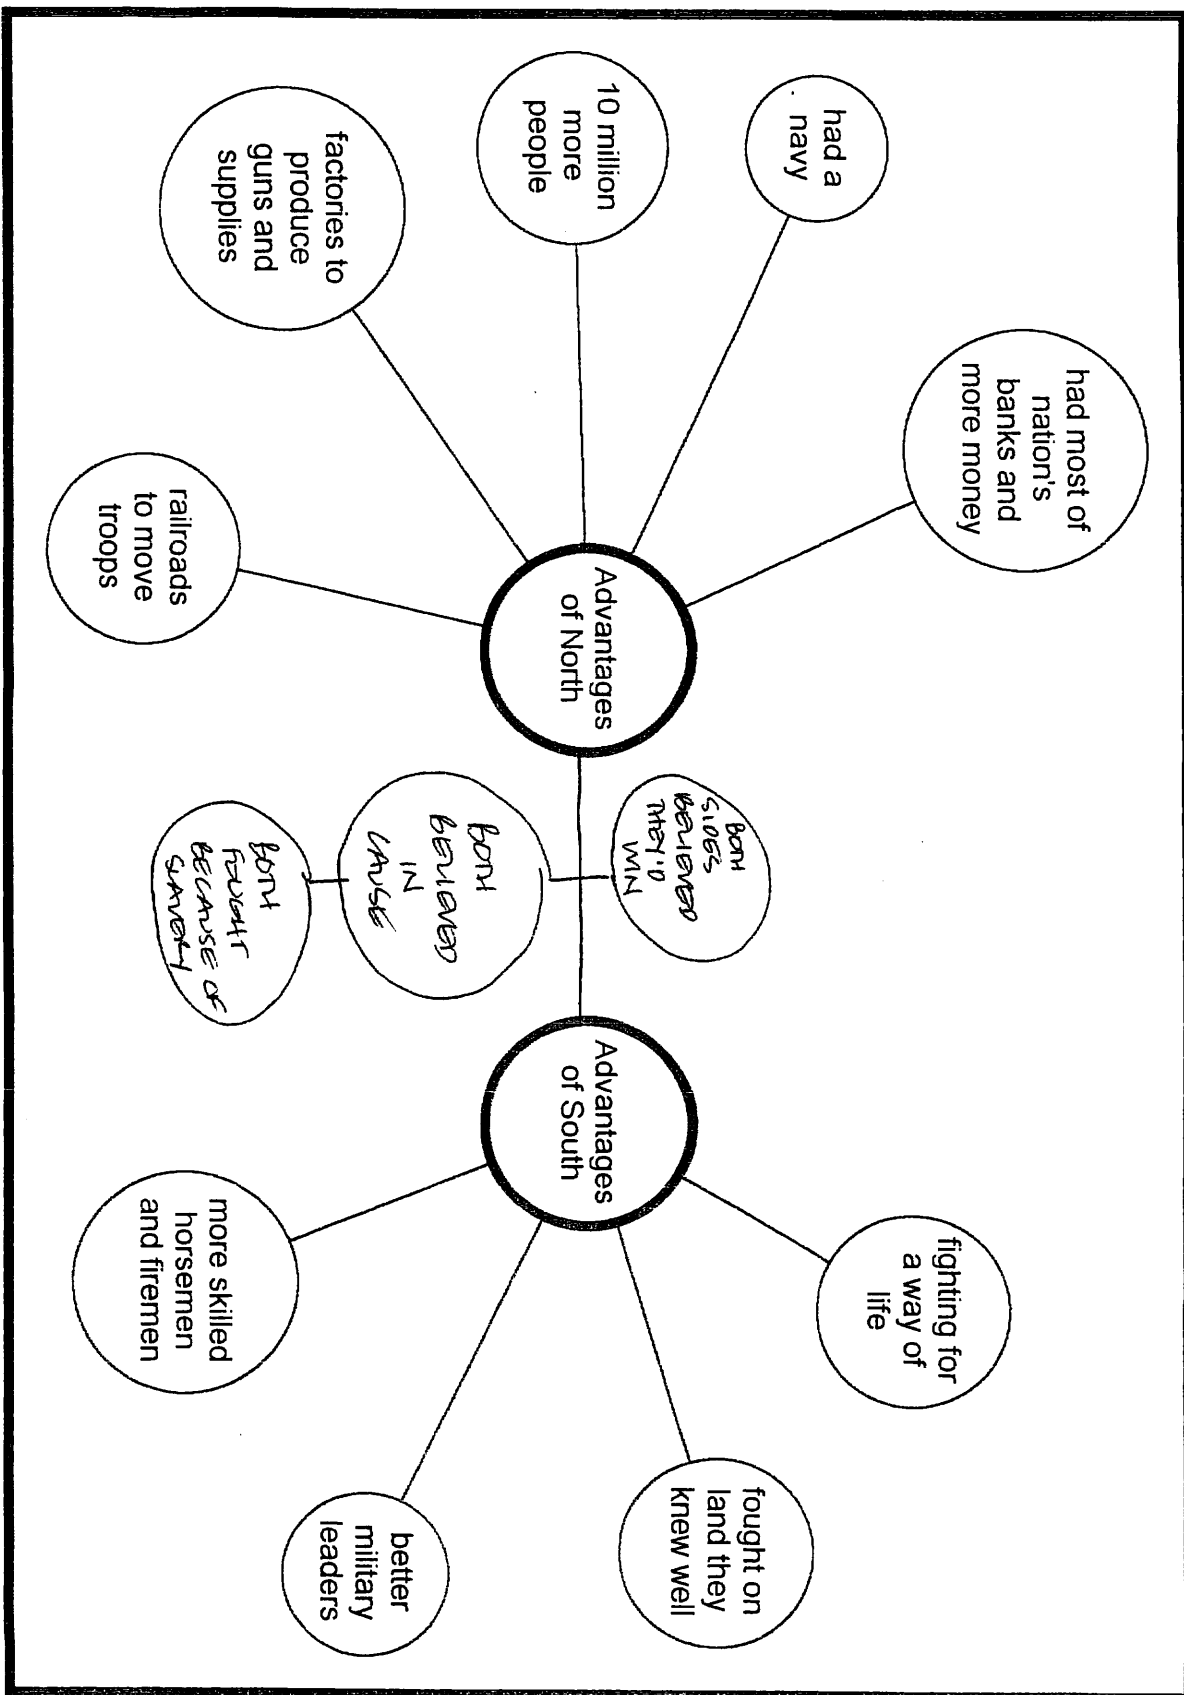 had most of
nation's
banks and
more money
had a
navy
10 million
more
people
factories to
produce
guns and
supplies
railroads
to move
troops
Advantages
of North
BOTH
SIDES
BELIEVED
THEY'D
WIN
BOTH
BELIEVED
IN
CAUSE
BOTH
FOUGHT
BECAUSE OF
SLAVERY
Advantages
of South
fighting for
a way of
life
fought on
land they
knew well
better
military
leaders
more skilled
horsemen
and firemen